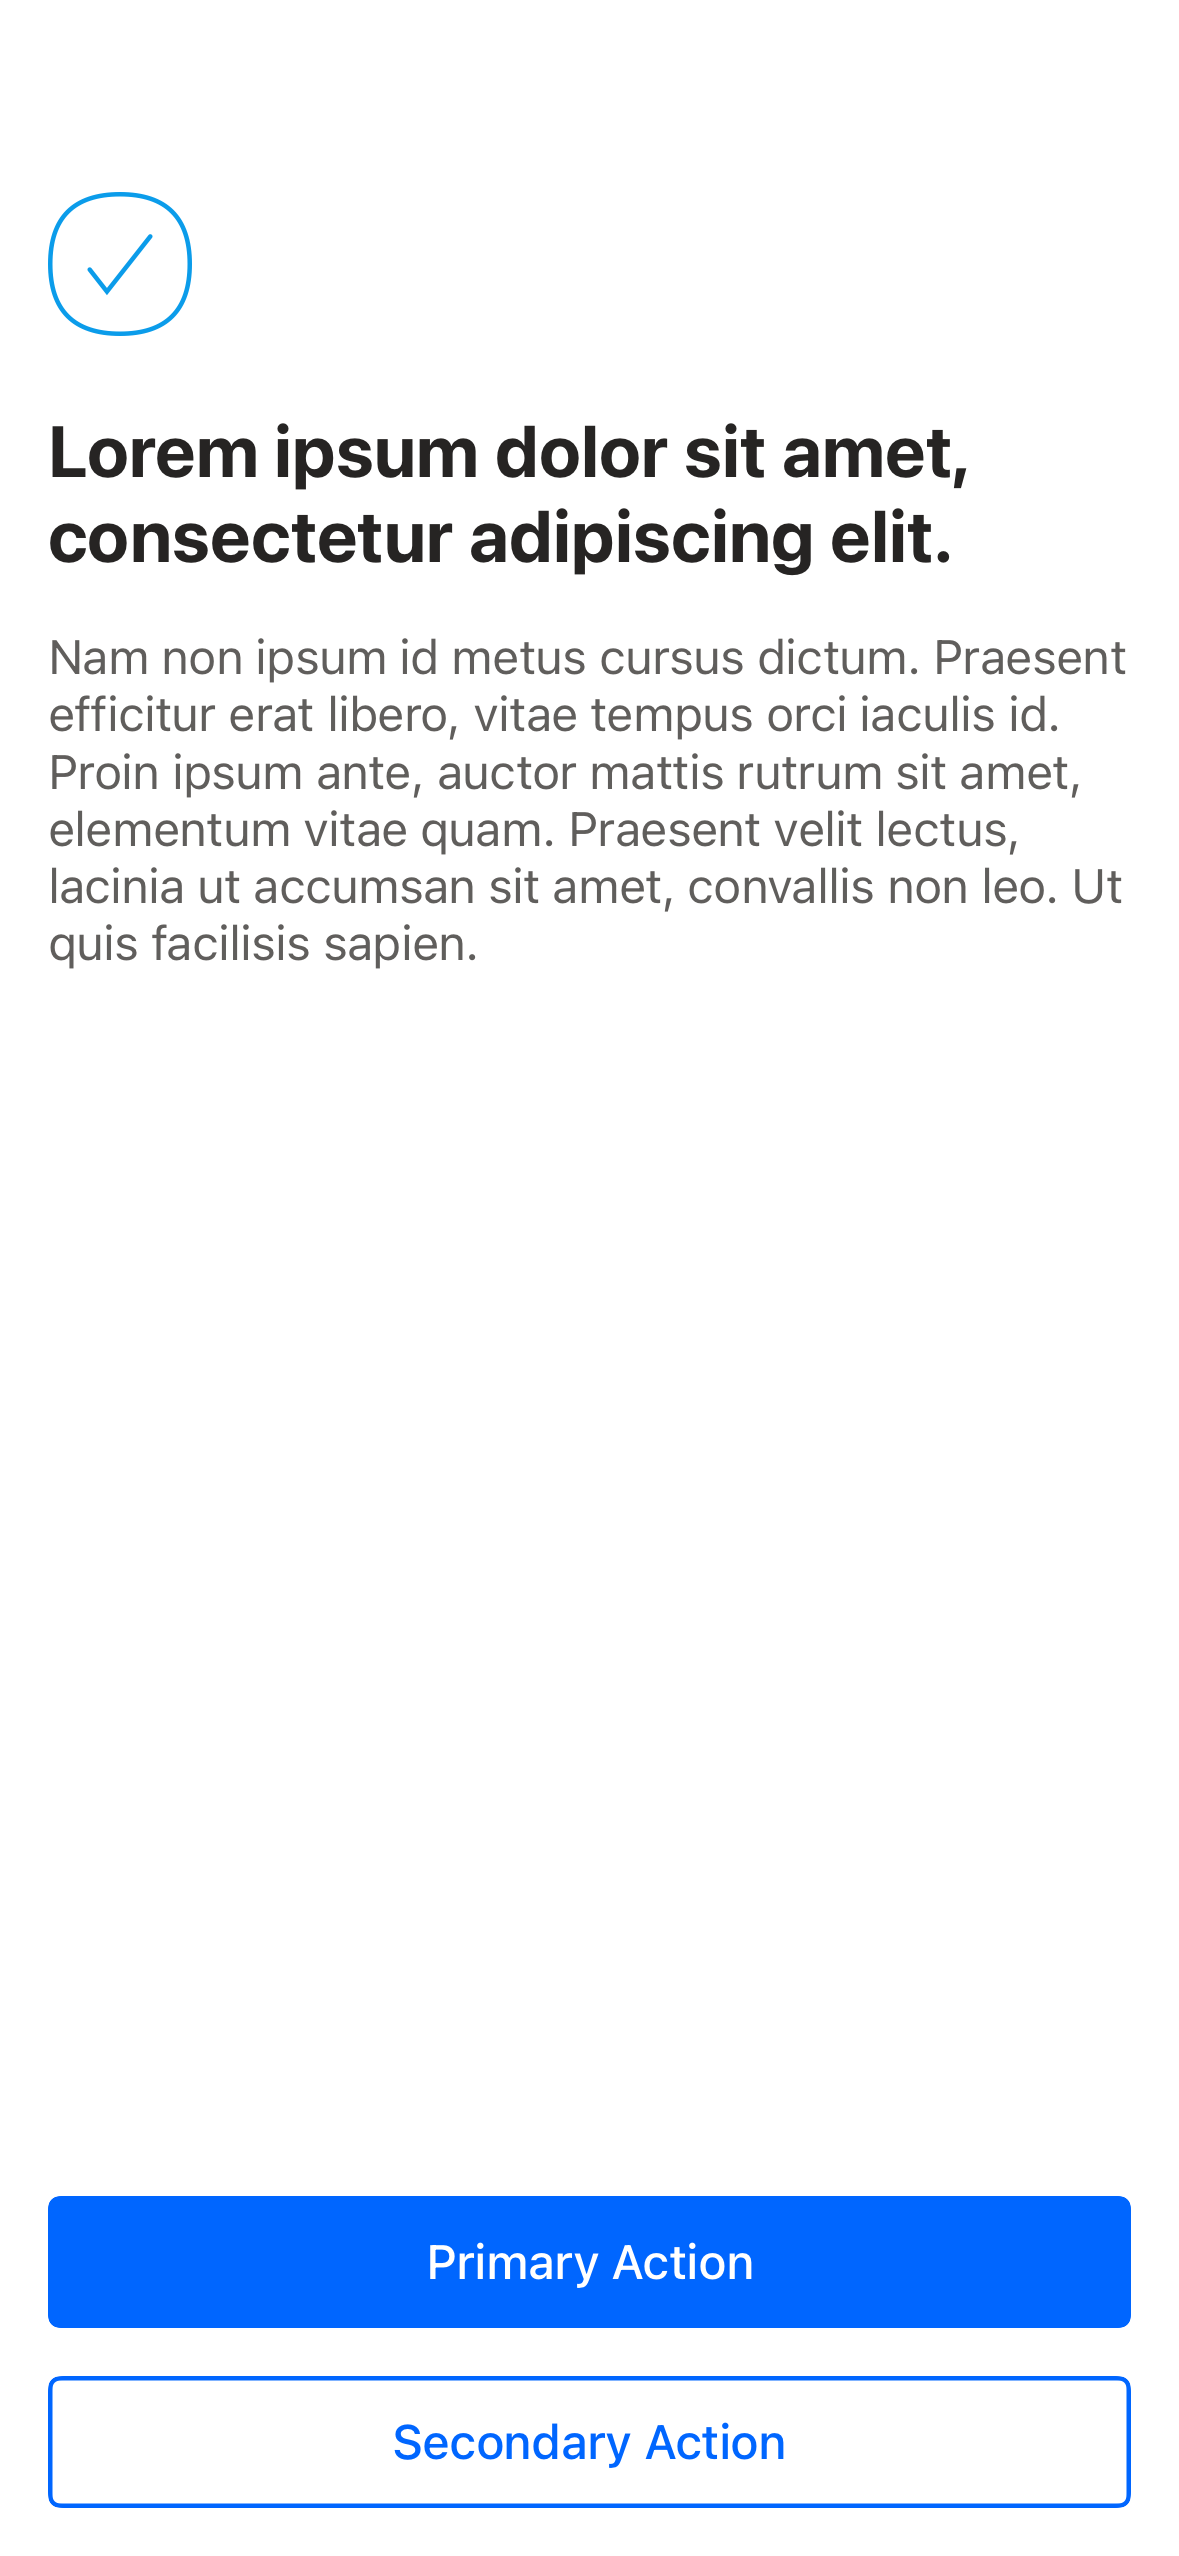 Lorem ipsum dolor sit amet,
consectetur adipiscing elit.
Nam non ipsum id metus cursus dictum. Praesent
efficitur erat libero, vitae tempus orci iaculis id.
Proin ipsum ante, auctor mattis rutrum sit amet,
elementum vitae quam. Praesent velit lectus,
lacinia ut accumsan sit amet, convallis non leo. Ut
quis facilisis sapien.
Primary Action
Secondary Action